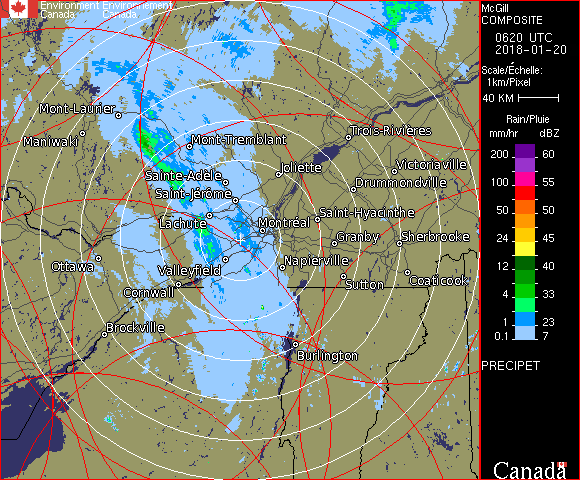 Environment Environnement
Canada Canada
McGill
COMPOSITE
0620 UTC
2018-01-20
Scale/Échelle:
1km/Pixel
40 KM
Rain/Pluie
mm/hr dBZ
200 60
100 55
50 50
24 45
12 40
4 33
1 23
0.1 7
PRECIPET
Canada
Mont-Laurier
Maniwaki
Mont-Tremblant
Trois-Rivières
Sainte-Adèle
Joliette
Victoriaville
Saint-Jérôme
Drummondville
Lachute
Montréal
Saint-Hyacinthe
Granby
Sherbrooke
Ottawa
Valleyfield
Napierville
Cornwall
Sutton
Coaticook
Brockville
Burlington